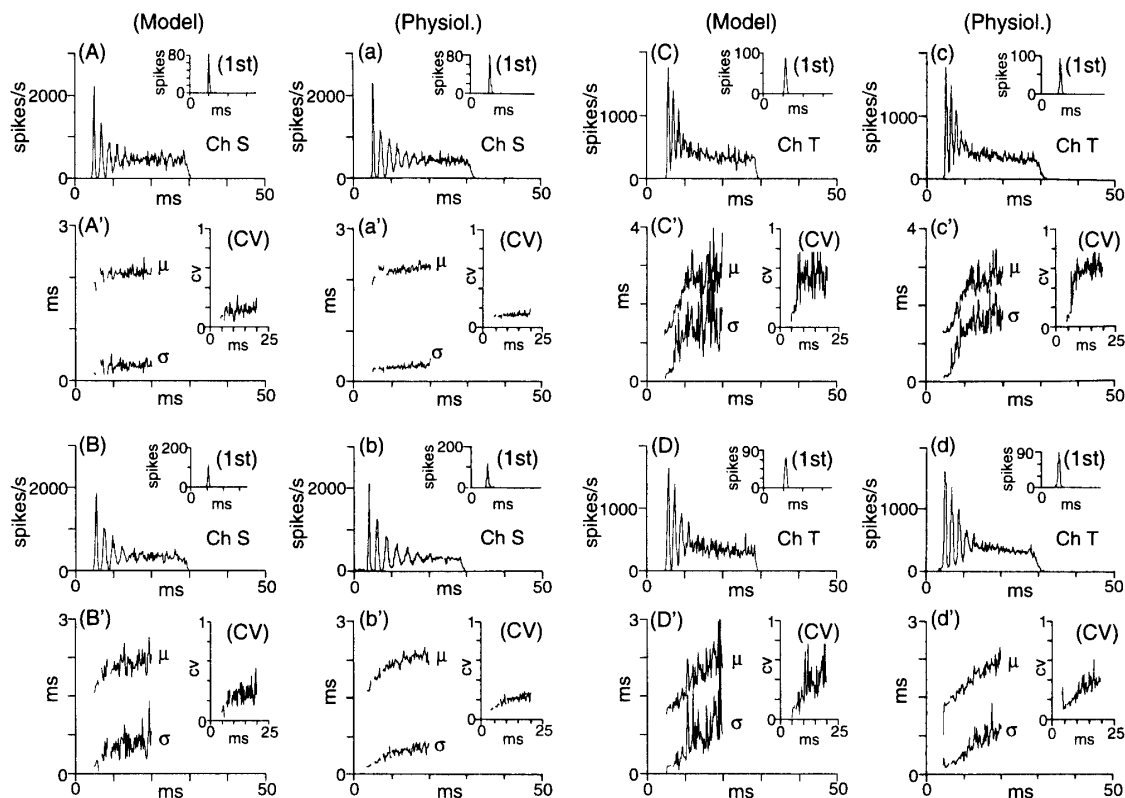 (Model) (Physiol.) (Model) (Physiol.)
(A) spikes/s 2000 0 0 50 ms Ch S
spikes 80 0 0 ms (1st)
(a) 2000 0 0 50 ms Ch S
spikes 80 0 0 ms (1st)
(C) spikes/s 1000 0 0 50 ms Ch T
spikes 100 0 0 ms (1st)
(c) spikes/s 1000 0 0 50 ms Ch T
spikes 100 0 0 ms (1st)
(A') 3 ms 0 0 50 μ σ
(CV) cv 1 0 0 ms 25
(a') 3 0 0 50 μ σ
(CV) cv 1 0 0 ms 25
(C') 4 ms 0 0 50 μ σ
(CV) cv 1 0 0 ms 25
(c') 4 ms 0 0 50 μ σ
(CV) cv 1 0 0 ms 25
(B) spikes/s 2000 0 0 50 ms Ch S
spikes 200 0 0 ms (1st)
(b) 2000 0 0 50 ms Ch S
spikes 200 0 0 ms (1st)
(D) spikes/s 1000 0 0 50 ms Ch T
spikes 90 0 0 ms (1st)
(d) spikes/s 1000 0 0 50 ms Ch T
spikes 90 0 0 ms (1st)
(B') 3 ms 0 0 50 ms μ σ
(CV) cv 1 0 0 ms 25
(b') 3 0 0 50 ms μ σ
(CV) cv 1 0 0 ms 25
(D') 3 ms 0 0 50 ms μ σ
(CV) cv 1 0 0 ms 25
(d') 3 ms 0 0 50 ms μ σ
(CV) cv 1 0 0 ms 25